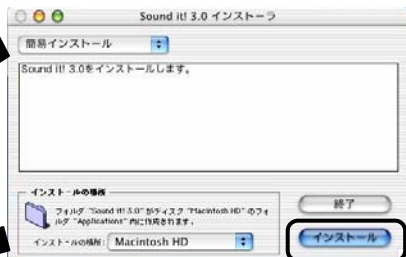 Sound it! 3.0 インストーラ
簡易インストール
Sound it! 3.0をインストールします。
インストールの場所
フォルダ "Sound it! 3.0" がディスク "Macintosh HD" のフォ
ルダ "Applications" 内に作成されます。
インストールの場所: Macintosh HD
終了
インストール